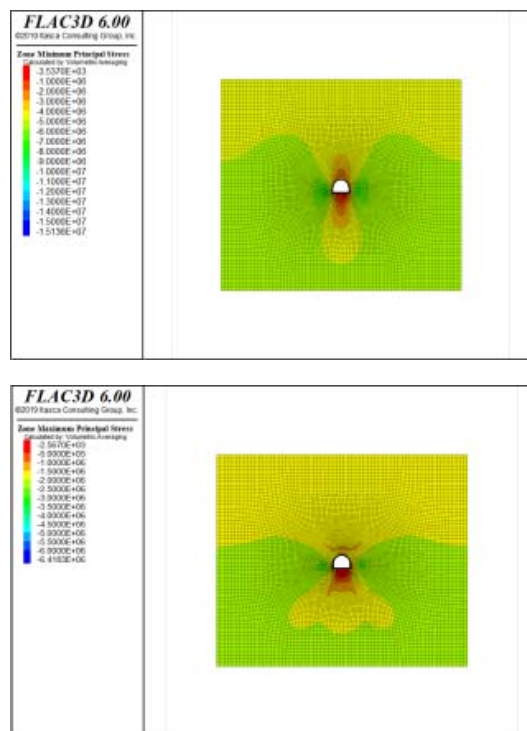 FLAC3D 6.00
©2019 Itasca Consulting Group, Inc.
Zone Minimum Principal Stress
Calculated by: Volumetric Averaging
-3.5370E+03
-1.0000E+06
-2.0000E+06
-3.0000E+06
-4.0000E+06
-5.0000E+06
-6.0000E+06
-7.0000E+06
-8.0000E+06
-9.0000E+06
-1.0000E+07
-1.1000E+07
-1.2000E+07
-1.3000E+07
-1.4000E+07
-1.5000E+07
-1.5136E+07
FLAC3D 6.00
©2019 Itasca Consulting Group, Inc.
Zone Maximum Principal Stress
Calculated by: Volumetric Averaging
-2.5670E+03
-5.0000E+05
-1.0000E+06
-1.5000E+06
-2.0000E+06
-2.5000E+06
-3.0000E+06
-3.5000E+06
-4.0000E+06
-4.5000E+06
-5.0000E+06
-5.5000E+06
-6.0000E+06
-6.4183E+06